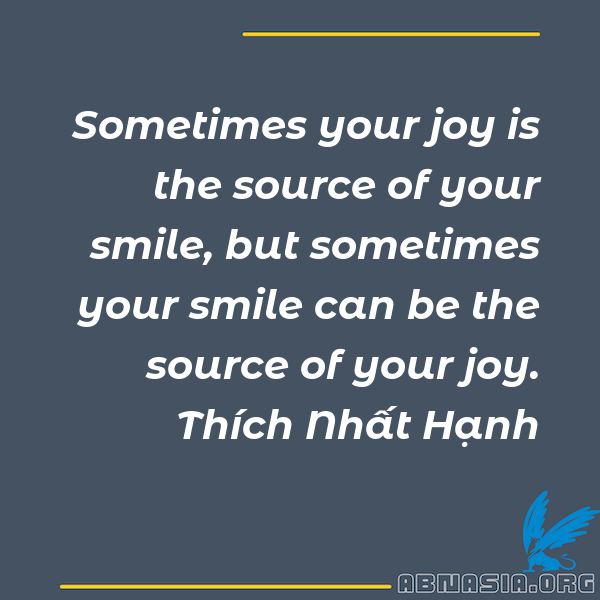 Sometimes your joy is
the source of your
smile, but sometimes
your smile can be the
source of your joy.
Thích Nhất Hạnh
ABNASIA.ORG